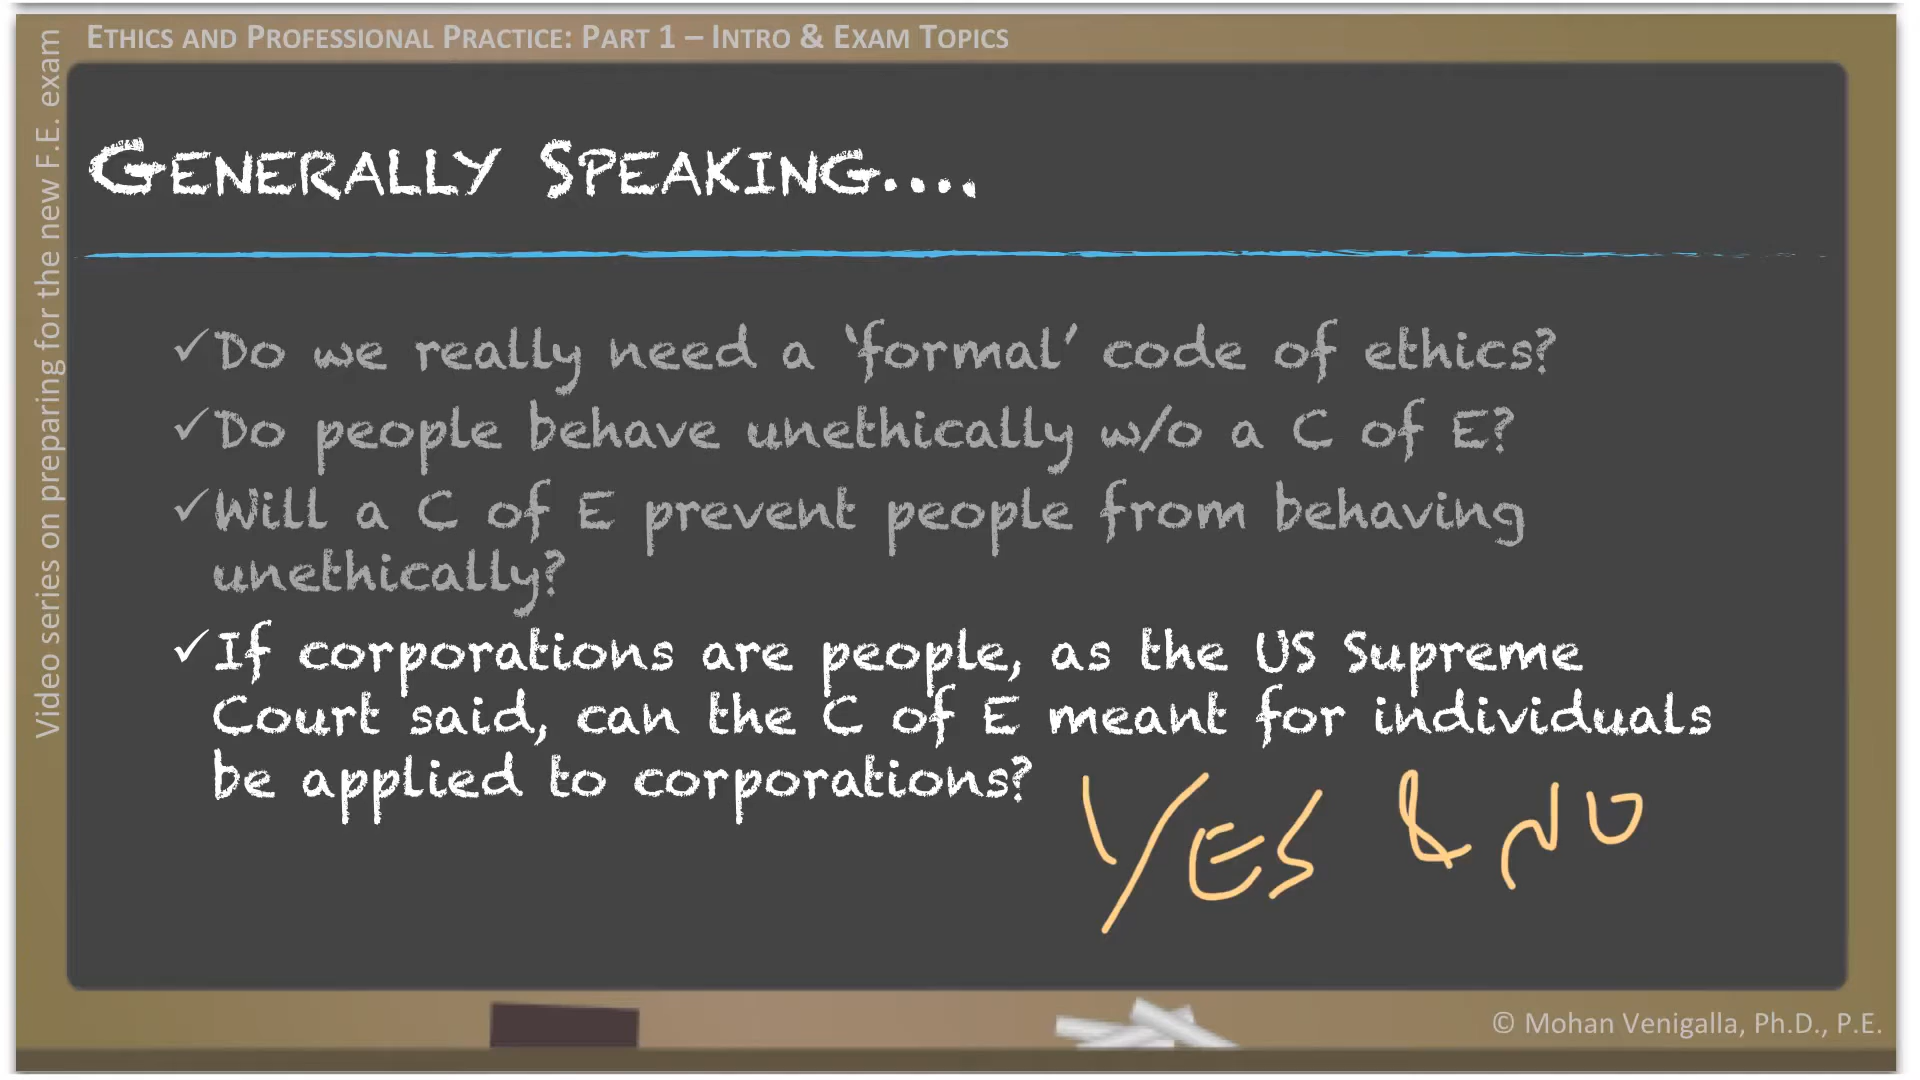 ETHICS AND PROFESSIONAL PRACTICE: PART 1 – INTRO & EXAM TOPICS
Video series on preparing for the new F.E. exam
GENERALLY SPEAKING....
✓Do we really need a ‘formal’ code of ethics?
✓Do people behave unethically w/o a C of E?
✓Will a C of E prevent people from behaving
unethically?
✓If corporations are people, as the US Supreme
Court said, can the C of E meant for individuals
be applied to corporations?
YES & NO
© Mohan Venigalla, Ph.D., P.E.